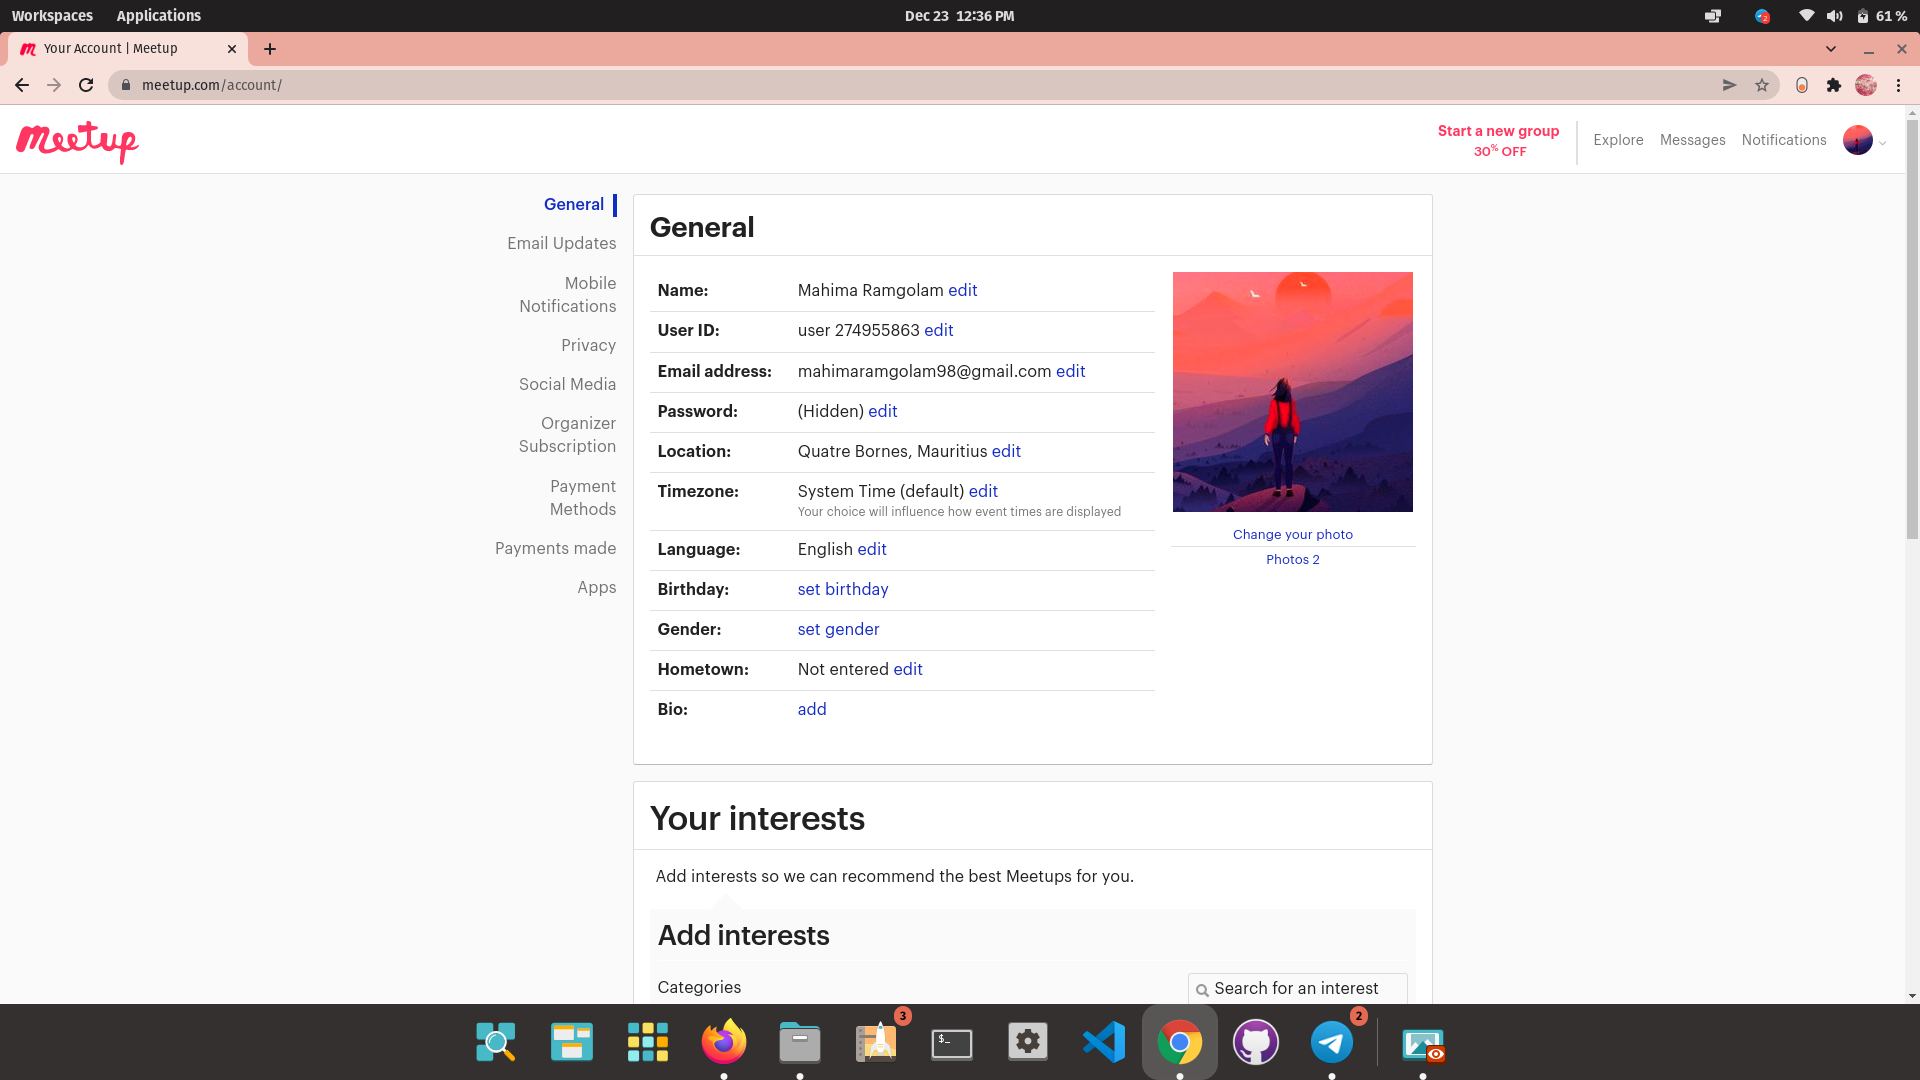 Workspaces Applications Dec 23 12:36 PM 2 61 %
Your Account | Meetup
meetup.com/account/
Meetup Start a new group 30% OFF Explore Messages Notifications
General
Email Updates
Mobile
Notifications
Privacy
Social Media
Organizer
Subscription
Payment
Methods
Payments made
Apps
General
Name: Mahima Ramgolam edit
User ID: user 274955863 edit
Email address: mahimaramgolam98@gmail.com edit
Password: (Hidden) edit
Location: Quatre Bornes, Mauritius edit
Timezone: System Time (default) edit
Your choice will influence how event times are displayed
Language: English edit
Birthday: set birthday
Gender: set gender
Hometown: Not entered edit
Bio: add
Change your photo
Photos 2
Your interests
Add interests so we can recommend the best Meetups for you.
Add interests
Categories Search for an interest
3 $_ 2